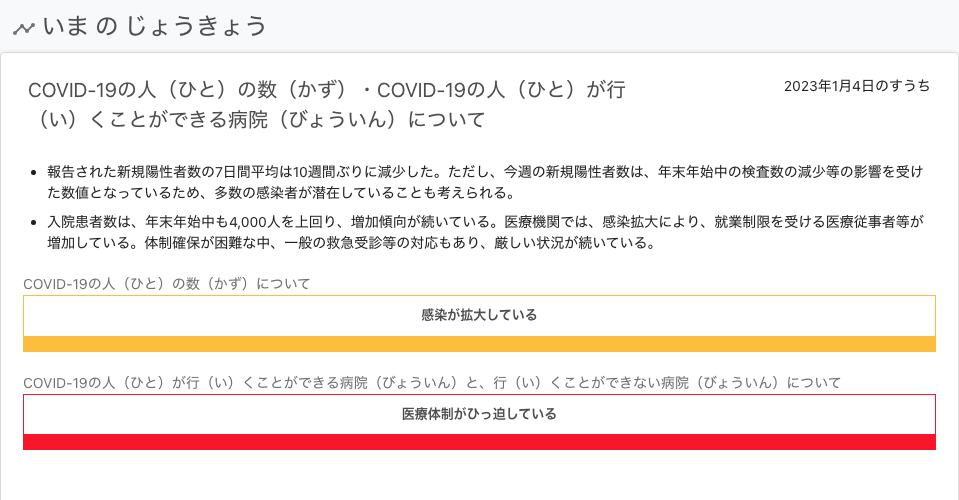 いま の じょうきょう
COVID-19の人（ひと）の数（かず）・COVID-19の人（ひと）が行
（い）くことができる病院（びょういん）について
2023年1月4日のすうち
• 報告された新規陽性者数の7日間平均は10週間ぶりに減少した。ただし、今週の新規陽性者数は、年末年始中の検査数の減少等の影響を受け
た数値となっているため、多数の感染者が潜在していることも考えられる。
• 入院患者数は、年末年始中も4,000人を上回り、増加傾向が続いている。医療機関では、感染拡大により、就業制限を受ける医療従事者等が
増加している。体制確保が困難な中、一般の救急受診等の対応もあり、厳しい状況が続いている。
COVID-19の人（ひと）の数（かず）について
感染が拡大している
COVID-19の人（ひと）が行（い）くことができる病院（びょういん）と、行（い）くことができない病院（びょういん）について
医療体制がひっ迫している